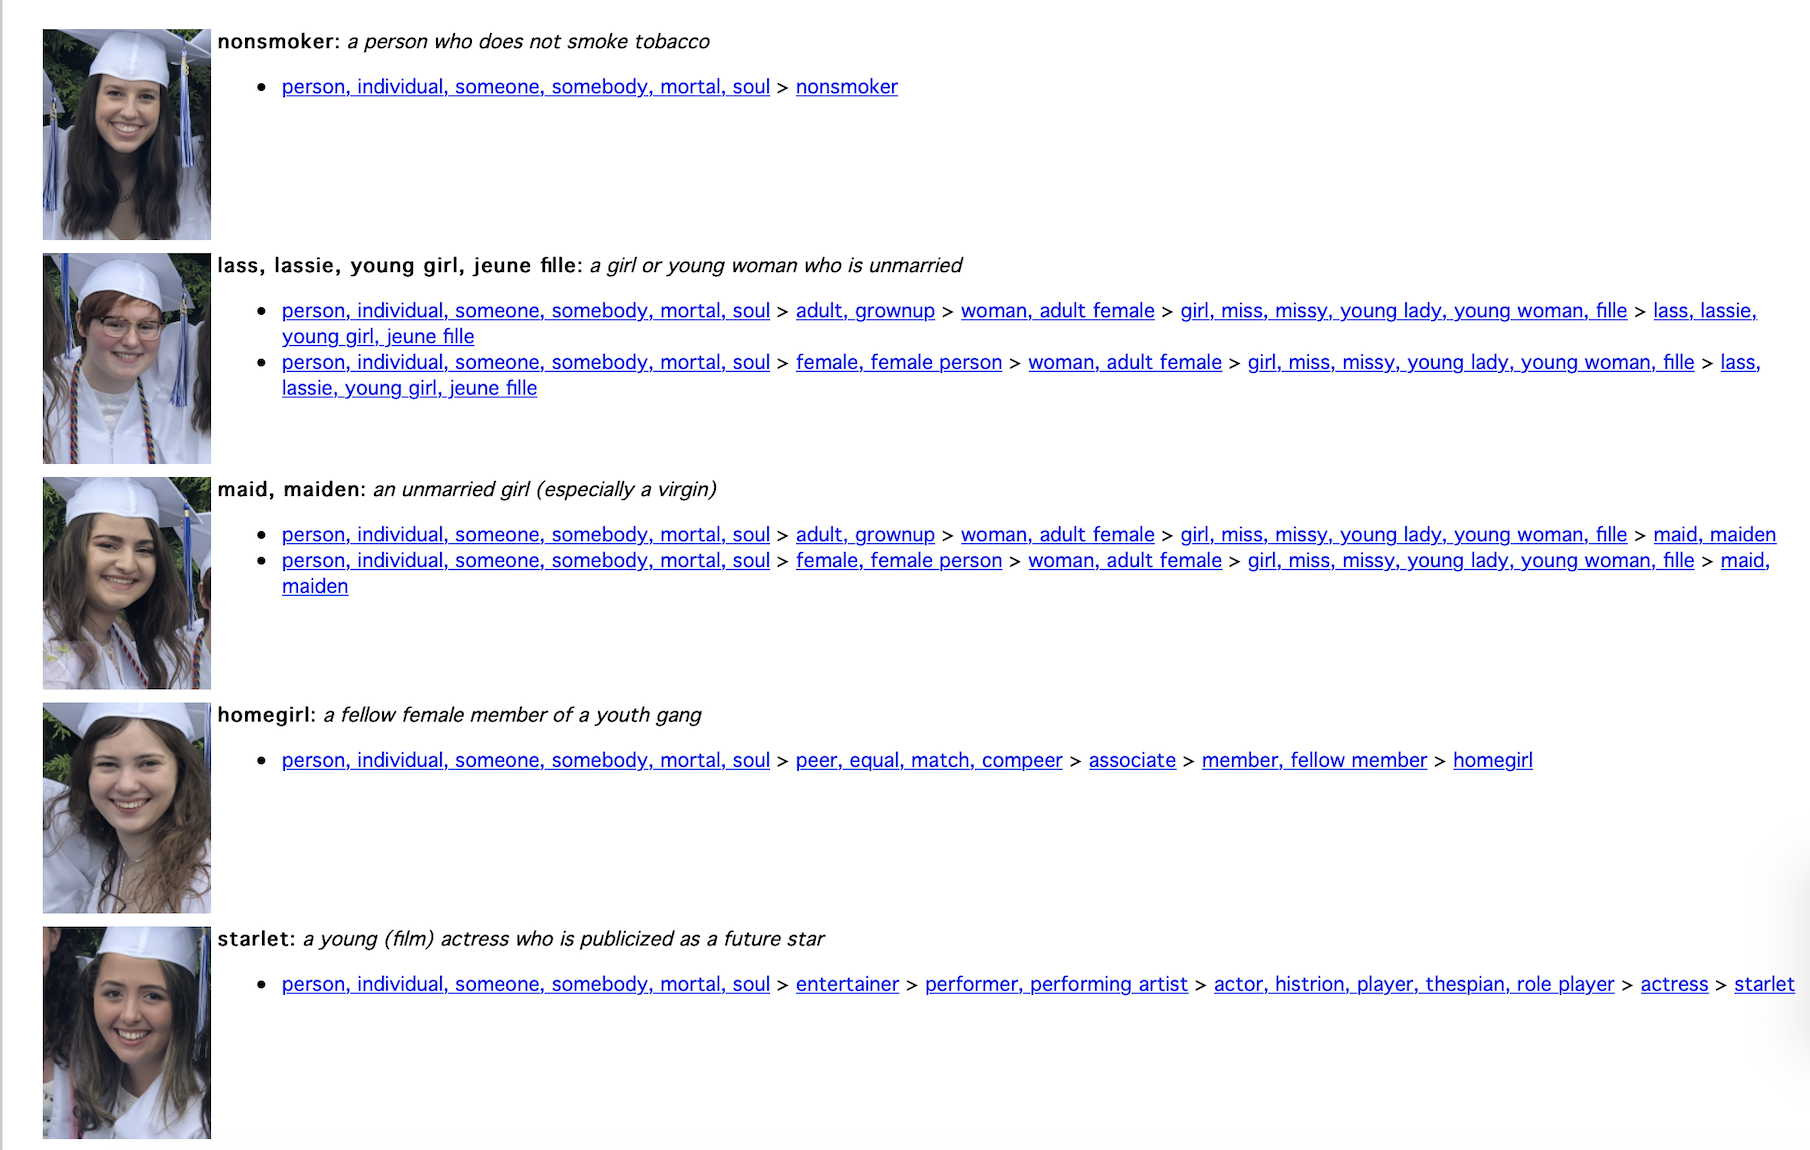 nonsmoker: a person who does not smoke tobacco
• person, individual, someone, somebody, mortal, soul > nonsmoker
lass, lassie, young girl, jeune fille: a girl or young woman who is unmarried
• person, individual, someone, somebody, mortal, soul > adult, grownup > woman, adult female > girl, miss, missy, young lady, young woman, fille > lass, lassie,
young girl, jeune fille
• person, individual, someone, somebody, mortal, soul > female, female person > woman, adult female > girl, miss, missy, young lady, young woman, fille > lass,
lassie, young girl, jeune fille
maid, maiden: an unmarried girl (especially a virgin)
• person, individual, someone, somebody, mortal, soul > adult, grownup > woman, adult female > girl, miss, missy, young lady, young woman, fille > maid, maiden
• person, individual, someone, somebody, mortal, soul > female, female person > woman, adult female > girl, miss, missy, young lady, young woman, fille > maid,
maiden
homegirl: a fellow female member of a youth gang
• person, individual, someone, somebody, mortal, soul > peer, equal, match, compeer > associate > member, fellow member > homegirl
starlet: a young (film) actress who is publicized as a future star
• person, individual, someone, somebody, mortal, soul > entertainer > performer, performing artist > actor, histrion, player, thespian, role player > actress > starlet